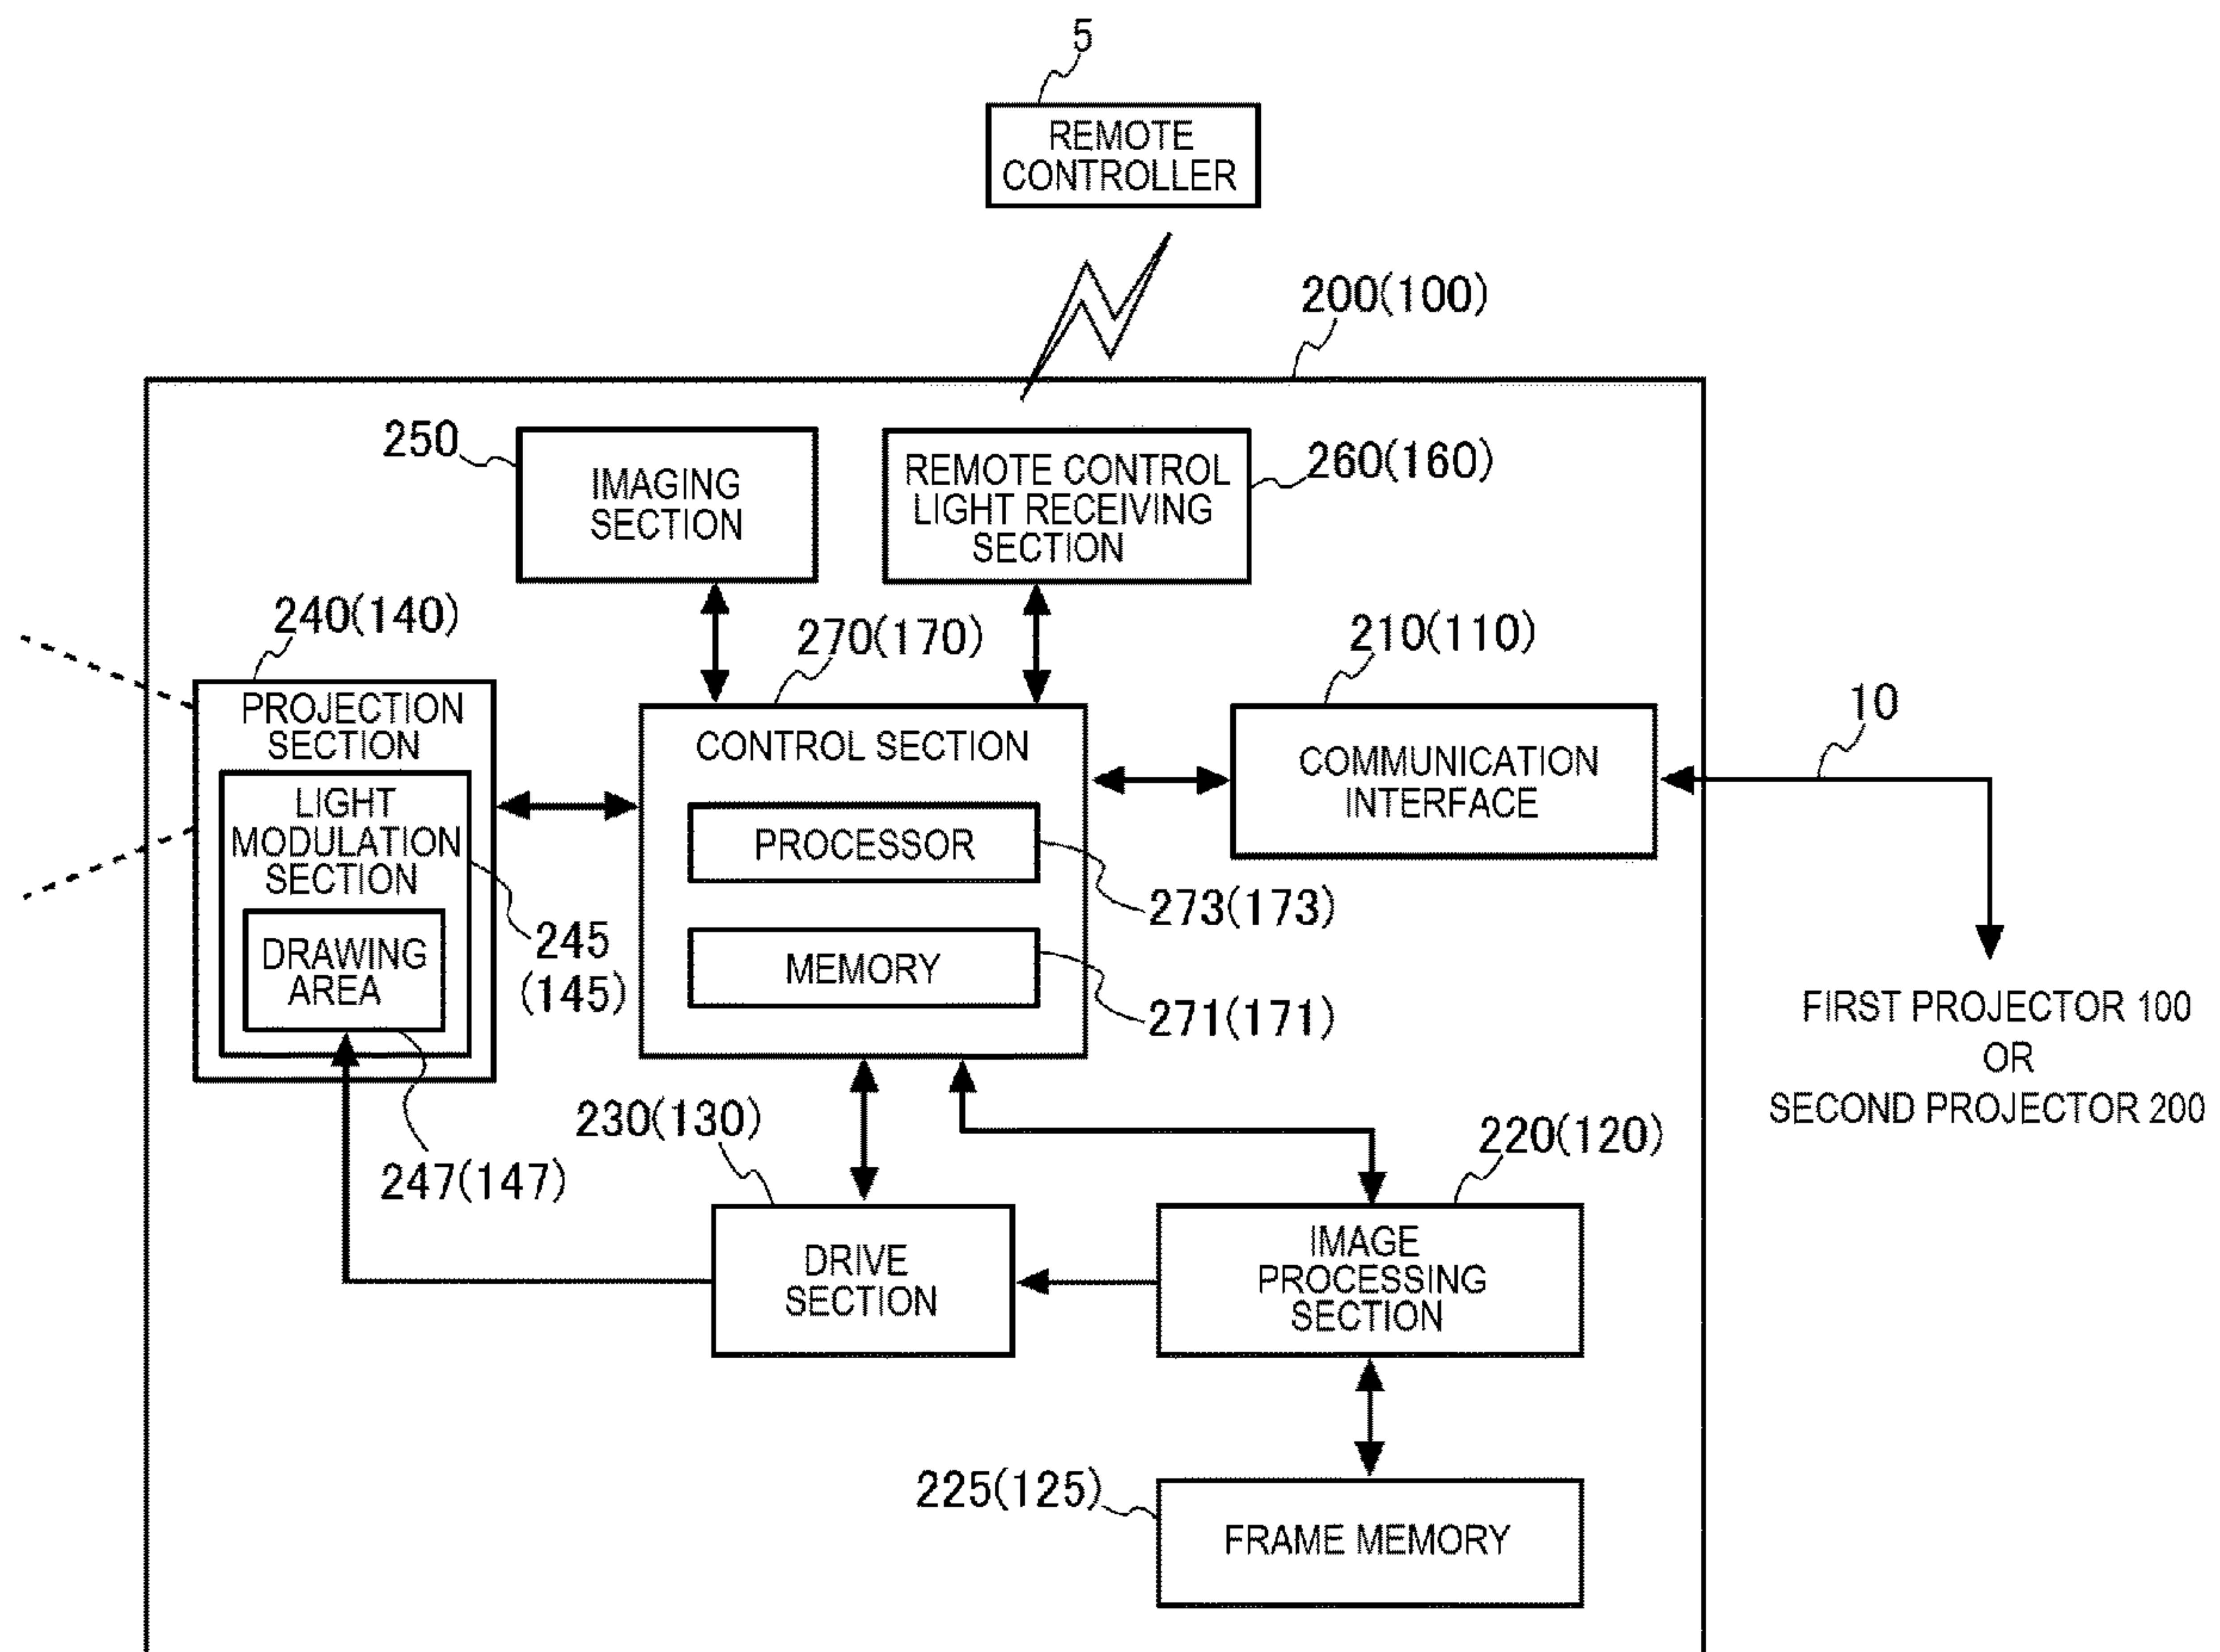 5
REMOTE
CONTROLLER
200(100)
250
IMAGING
SECTION
REMOTE CONTROL
LIGHT RECEIVING
SECTION
260(160)
240(140)
PROJECTION
SECTION
LIGHT
MODULATION
SECTION
DRAWING
AREA
245
(145)
247(147)
270(170)
CONTROL SECTION
PROCESSOR
273(173)
MEMORY
271(171)
210(110)
COMMUNICATION
INTERFACE
10
FIRST PROJECTOR 100
OR
SECOND PROJECTOR 200
230(130)
DRIVE
SECTION
220(120)
IMAGE
PROCESSING
SECTION
225(125)
FRAME MEMORY